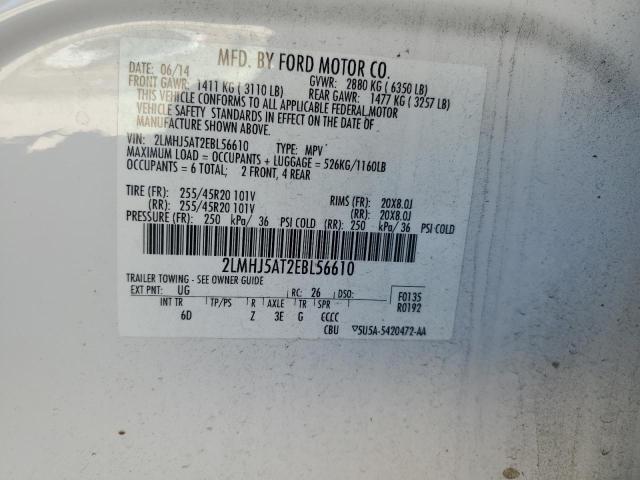 MFD. BY FORD MOTOR CO.
DATE: 06/14 GVWR: 2880 KG ( 6350 LB)
FRONT GAWR: 1411 KG ( 3110 LB) REAR GAWR: 1477 KG ( 3257 LB)
THIS VEHICLE CONFORMS TO ALL APPLICABLE FEDERAL MOTOR
VEHICLE SAFETY STANDARDS IN EFFECT ON THE DATE OF
MANUFACTURE SHOWN ABOVE.
VIN: 2LMHJ5AT2EBL56610 TYPE: MPV
MAXIMUM LOAD = OCCUPANTS + LUGGAGE = 526KG/1160LB
OCCUPANTS = 6 TOTAL: 2 FRONT, 4 REAR
TIRE (FR): 255/45R20 101V RIMS (FR): 20X8.0J
(RR): 255/45R20 101V (RR): 20X8.0J
PRESSURE (FR): 250 kPa/ 36 PSI COLD (RR): 250 kPa/ 36 PSI COLD
2LMHJ5AT2EBL56610
TRAILER TOWING - SEE OWNER GUIDE
EXT PNT: UG RC: 26 DSO: F0135
R0192
INT TR TP/PS R AXLE TR SPR
6D Z 3E G CCCC
CBU 5U5A-5420472-AA